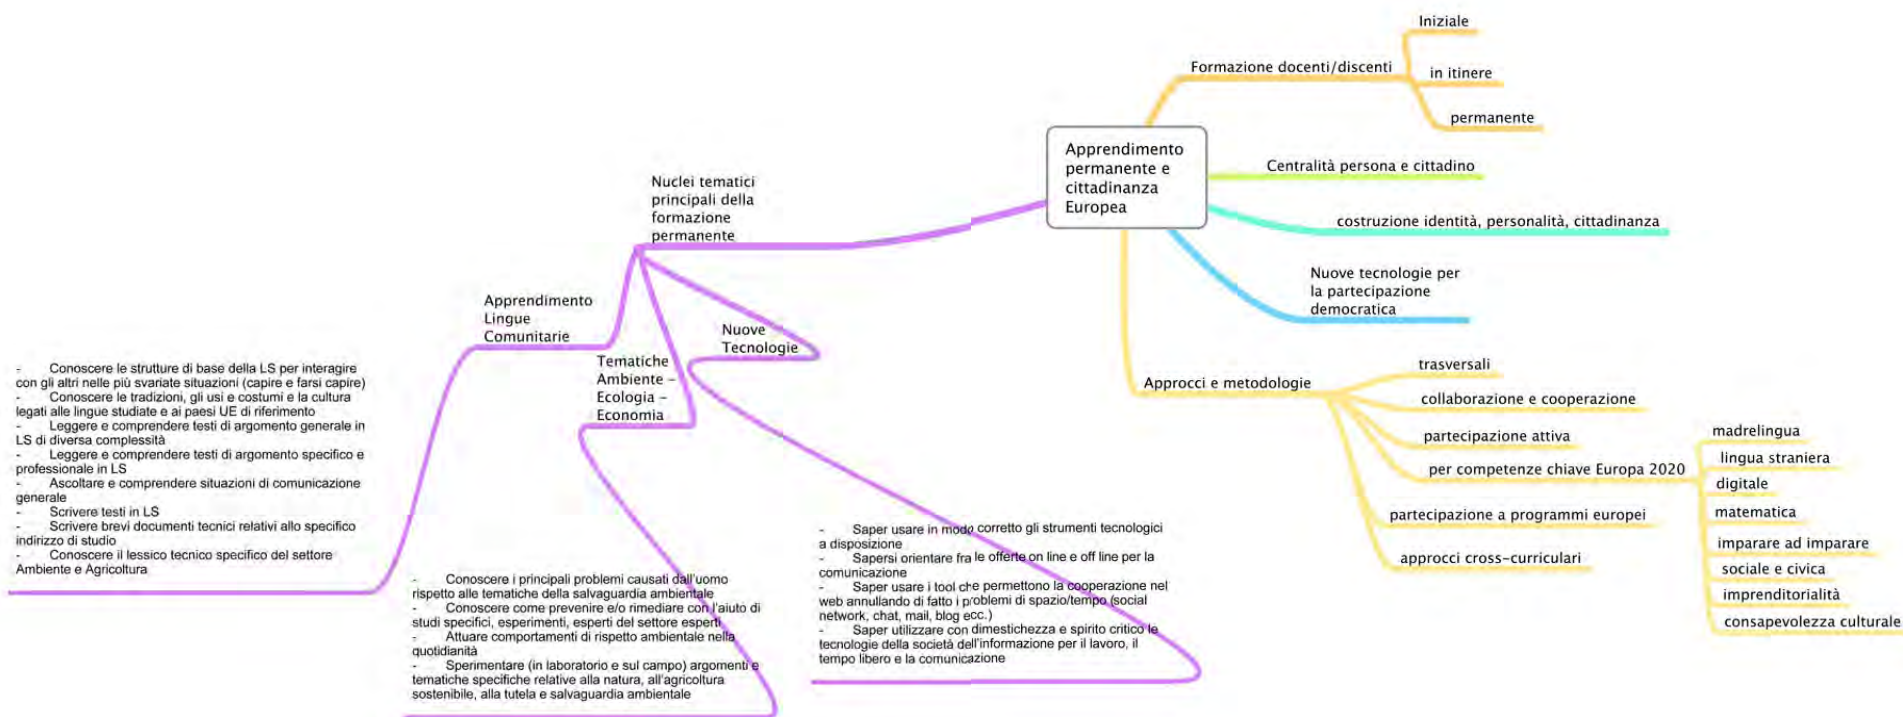 Apprendimento
permanente e
cittadinanza
Europea
Formazione docenti/discenti
Iniziale
in itinere
permanente
Centralità persona e cittadino
costruzione identità, personalità, cittadinanza
Nuove tecnologie per
la partecipazione
democratica
Approcci e metodologie
trasversali
collaborazione e cooperazione
partecipazione attiva
per competenze chiave Europa 2020
madrelingua
lingua straniera
digitale
matematica
imparare ad imparare
sociale e civica
imprenditorialità
consapevolezza culturale
partecipazione a programmi europei
approcci cross-curriculari
Nuclei tematici
principali della
formazione
permanente
Apprendimento
Lingue
Comunitarie
- Conoscere le strutture di base della LS per interagire
con gli altri nelle più svariate situazioni (capire e farsi capire)
- Conoscere le tradizioni, gli usi e costumi e la cultura
legati alle lingue studiate e ai paesi UE di riferimento
- Leggere e comprendere testi di argomento generale in
LS di diversa complessità
- Leggere e comprendere testi di argomento specifico e
professionale in LS
- Ascoltare e comprendere situazioni di comunicazione
generale
- Scrivere testi in LS
- Scrivere brevi documenti tecnici relativi allo specifico
indirizzo di studio
- Conoscere il lessico tecnico specifico del settore
Ambiente e Agricoltura
Tematiche
Ambiente –
Ecologia –
Economia
- Conoscere i principali problemi causati dall'uomo
rispetto alle tematiche della salvaguardia ambientale
- Conoscere come prevenire e/o rimediare con l'aiuto di
studi specifici, esperimenti, esperti del settore esperti
- Attuare comportamenti di rispetto ambientale nella
quotidianità
- Sperimentare (in laboratorio e sul campo) argomenti e
tematiche specifiche relative alla natura, all'agricoltura
sostenibile, alla tutela e salvaguardia ambientale
Nuove
Tecnologie
- Saper usare in modo corretto gli strumenti tecnologici
a disposizione
- Sapersi orientare fra le offerte on line e off line per la
comunicazione
- Saper usare i tool che permettono la cooperazione nel
web annullando di fatto i problemi di spazio/tempo (social
network, chat, mail, blog ecc.)
- Saper utilizzare con dimestichezza e spirito critico le
tecnologie della società dell'informazione per il lavoro, il
tempo libero e la comunicazione